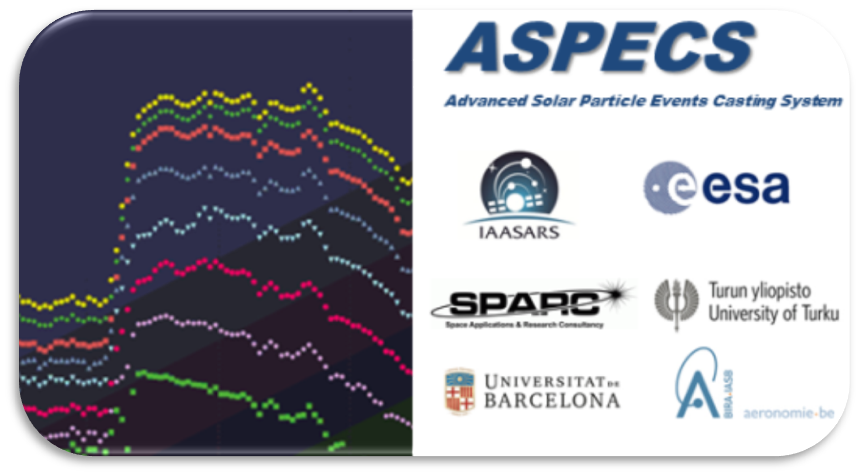 ASPECS
Advanced Solar Particle Events Casting System
IAASARS
esa
SPARC
Space Applications & Research Consultancy
Turun yliopisto
University of Turku
UNIVERSITAT DE
BARCELONA
BIRA-IASB
aeronomie·be